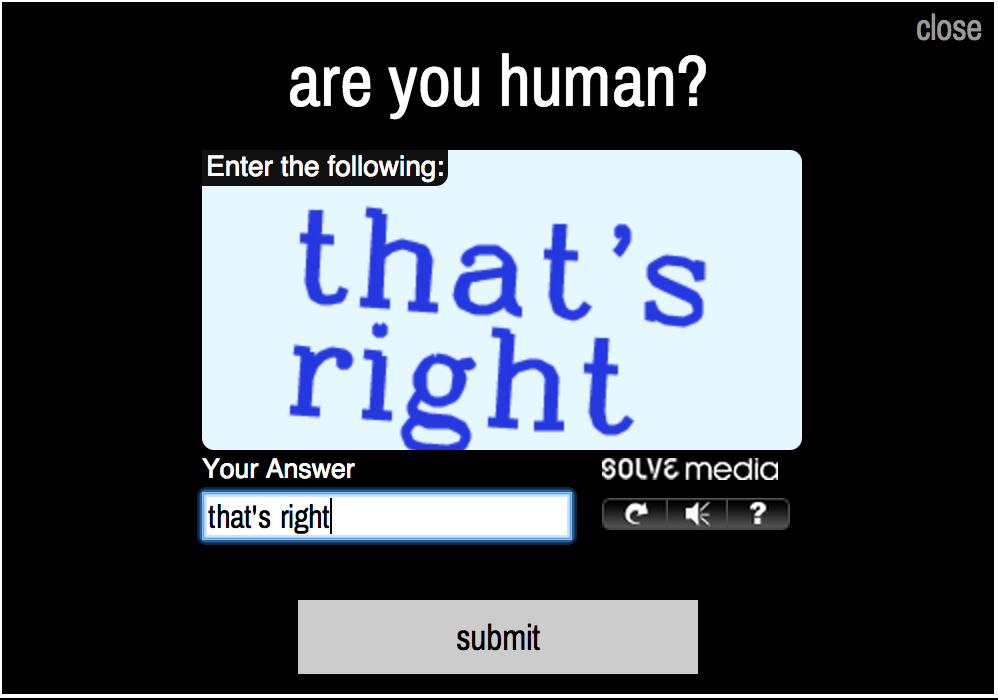 close
are you human?
Enter the following:
that's
right
Your Answer
SOLVE media
that's right
?
submit